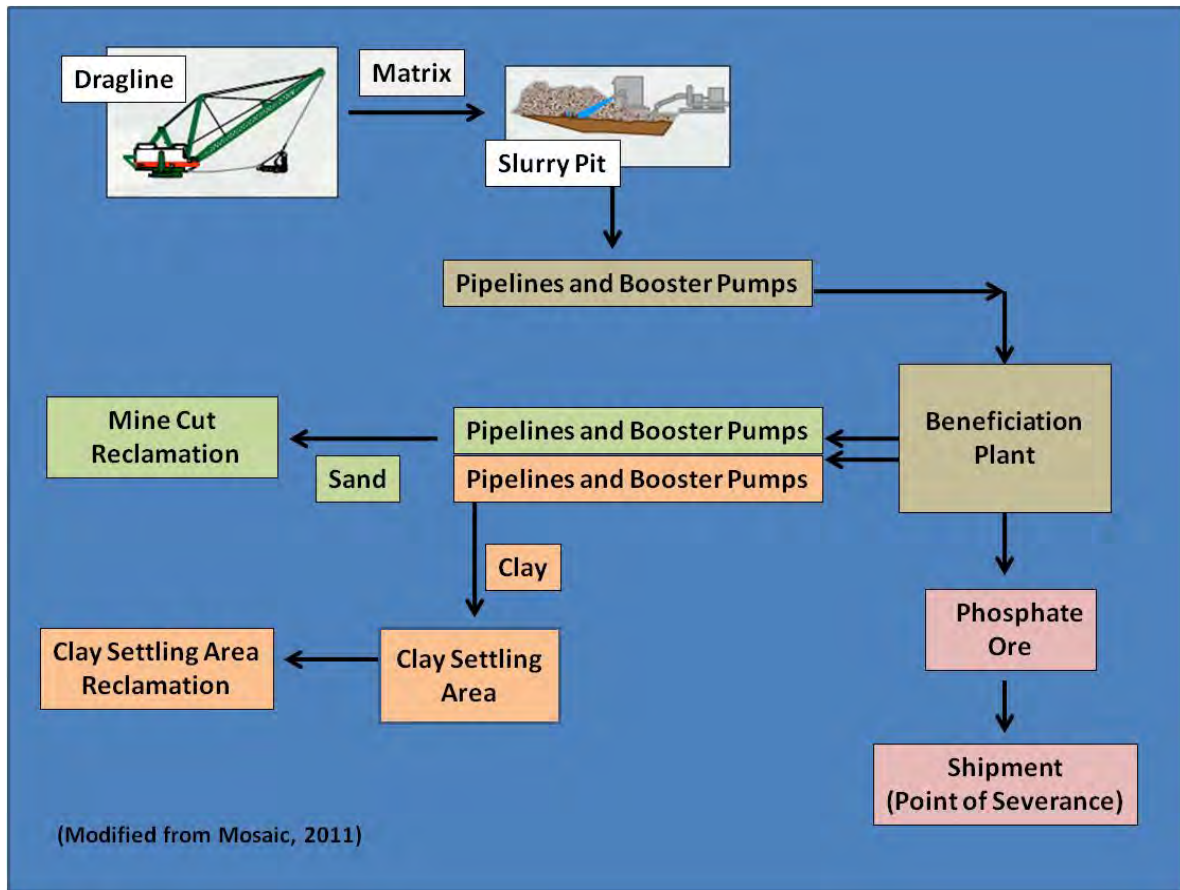 Dragline
Matrix
Slurry Pit
Pipelines and Booster Pumps
Beneficiation
Plant
Pipelines and Booster Pumps
Pipelines and Booster Pumps
Mine Cut
Reclamation
Sand
Clay
Clay Settling
Area
Clay Settling Area
Reclamation
Phosphate
Ore
Shipment
(Point of Severance)
(Modified from Mosaic, 2011)